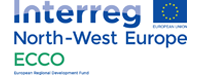 Interreg
EUROPEAN UNION
North-West Europe
ECCO
European Regional Development Fund